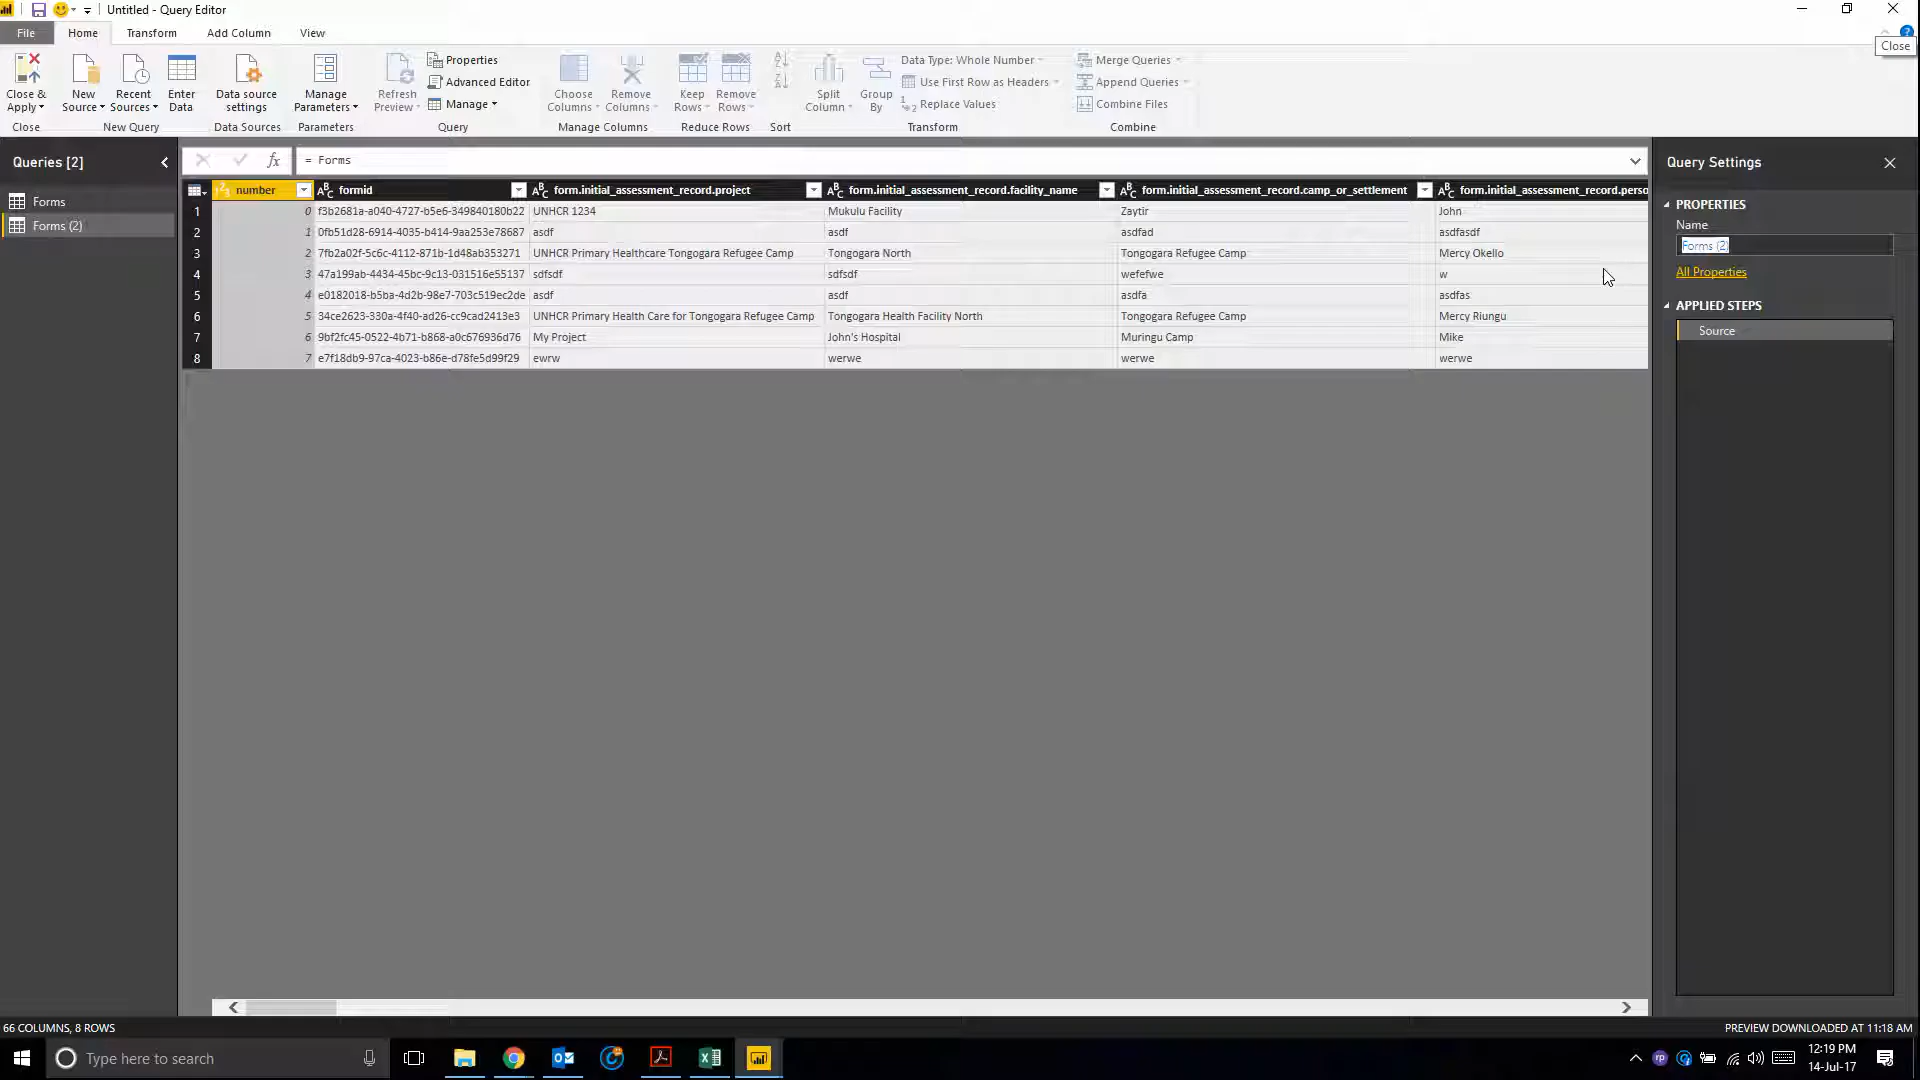 Untitled - Query Editor
File Home Transform Add Column View
Close
Close & Apply
New Source
Recent Sources
Enter Data
Data source settings
Manage Parameters
Refresh Preview
Properties
Advanced Editor
Manage
Choose Columns
Remove Columns
Keep Rows
Remove Rows
Split Column
Group By
Data Type: Whole Number
Use First Row as Headers
Replace Values
Merge Queries
Append Queries
Combine Files
Close New Query Data Sources Parameters Query Manage Columns Reduce Rows Sort Transform Combine
Queries [2]
Forms
Forms (2)
fx = Forms
number formid form.initial_assessment_record.project form.initial_assessment_record.facility_name form.initial_assessment_record.camp_or_settlement form.initial_assessment_record.perso
1 0 f3b2681a-a040-4727-b5e6-349840180b22 UNHCR 1234 Mukulu Facility Zaytir John
2 1 0fb51d28-6914-4035-b414-9aa253e78687 asdf asdf asdfad asdfasdf
3 2 7fb2a02f-5c6c-4112-871b-1d48ab353271 UNHCR Primary Healthcare Tongogara Refugee Camp Tongogara North Tongogara Refugee Camp Mercy Okello
4 3 47a199ab-4434-45bc-9c13-031516e55137 sdfsdf sdfsdf wefefwe w
5 4 e0182018-b5ba-4d2b-98e7-703c519ec2de asdf asdf asdfa asdfas
6 5 34ce2623-330a-4f40-ad26-cc9cad2413e3 UNHCR Primary Health Care for Tongogara Refugee Camp Tongogara Health Facility North Tongogara Refugee Camp Mercy Riungu
7 6 9bf2fc45-0522-4b71-b868-a0c676936d76 My Project John's Hospital Muringu Camp Mike
8 7 e7f18db9-97ca-4023-b86e-d78fe5d99f29 ewrw werwe werwe werwe
Query Settings
PROPERTIES
Name
Forms (2)
All Properties
APPLIED STEPS
Source
66 COLUMNS, 8 ROWS
PREVIEW DOWNLOADED AT 11:18 AM
Type here to search
12:19 PM
14-Jul-17